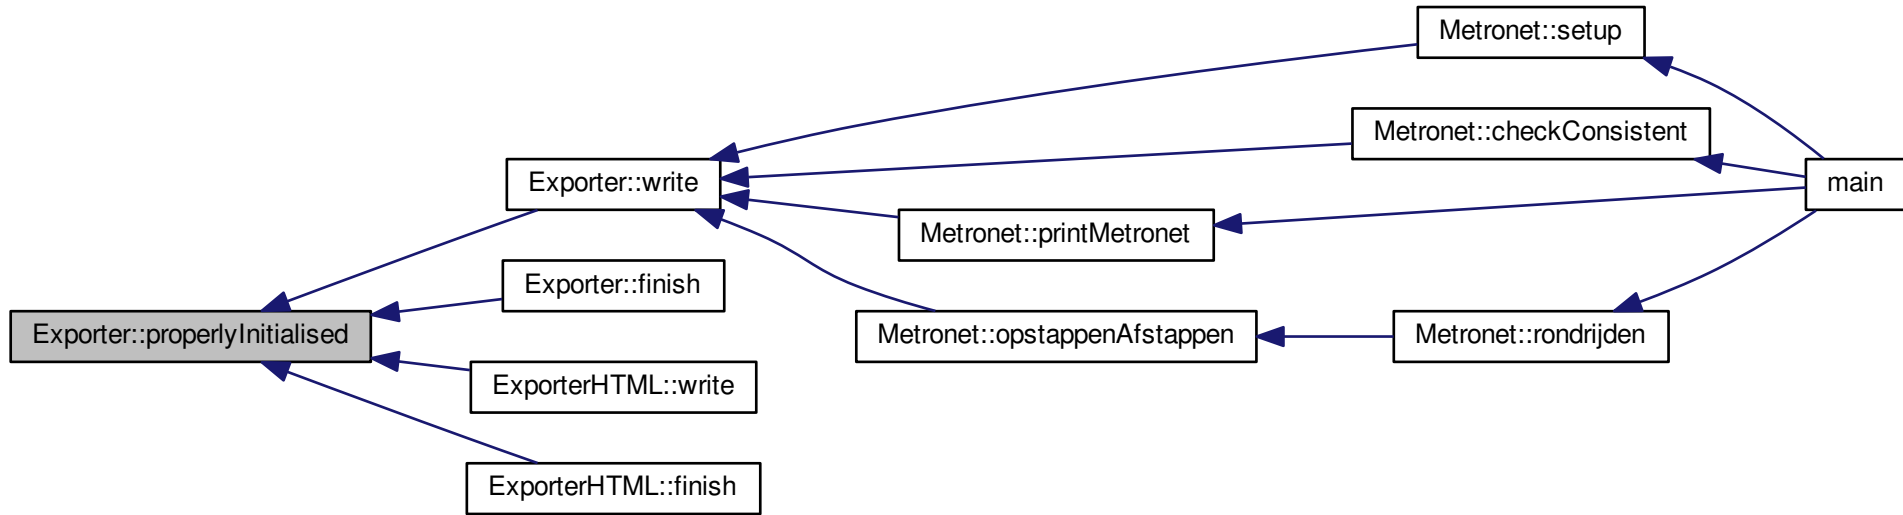 Metronet::setup
Metronet::checkConsistent
Exporter::write
main
Metronet::printMetronet
Exporter::finish
Exporter::properlyInitialised
Metronet::opstappenAfstappen
Metronet::rondrijden
ExporterHTML::write
ExporterHTML::finish